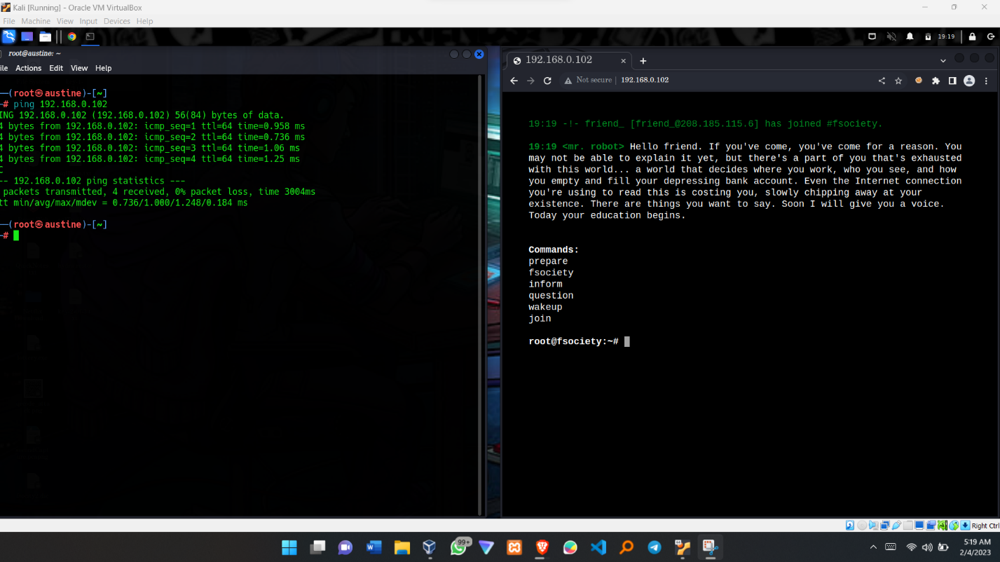 Kali [Running] - Oracle VM VirtualBox
File Machine View Input Devices Help
19:19
root@austine: ~
ile Actions Edit View Help
(root㉿austine)-[~]
# ping 192.168.0.102
ING 192.168.0.102 (192.168.0.102) 56(84) bytes of data.
4 bytes from 192.168.0.102: icmp_seq=1 ttl=64 time=0.958 ms
4 bytes from 192.168.0.102: icmp_seq=2 ttl=64 time=0.736 ms
4 bytes from 192.168.0.102: icmp_seq=3 ttl=64 time=1.06 ms
4 bytes from 192.168.0.102: icmp_seq=4 ttl=64 time=1.25 ms
C
-- 192.168.0.102 ping statistics ---
packets transmitted, 4 received, 0% packet loss, time 3004ms
tt min/avg/max/mdev = 0.736/1.000/1.248/0.184 ms
(root㉿austine)-[~]
#
192.168.0.102
Not secure | 192.168.0.102
19:19 -!- friend_ [friend_@208.185.115.6] has joined #fsociety.
19:19 <mr. robot> Hello friend. If you've come, you've come for a reason. You
may not be able to explain it yet, but there's a part of you that's exhausted
with this world... a world that decides where you work, who you see, and how
you empty and fill your depressing bank account. Even the Internet connection
you're using to read this is costing you, slowly chipping away at your
existence. There are things you want to say. Soon I will give you a voice.
Today your education begins.
Commands:
prepare
fsociety
inform
question
wakeup
join
root@fsociety:~#
Right Ctrl
99+
5:19 AM
2/4/2023